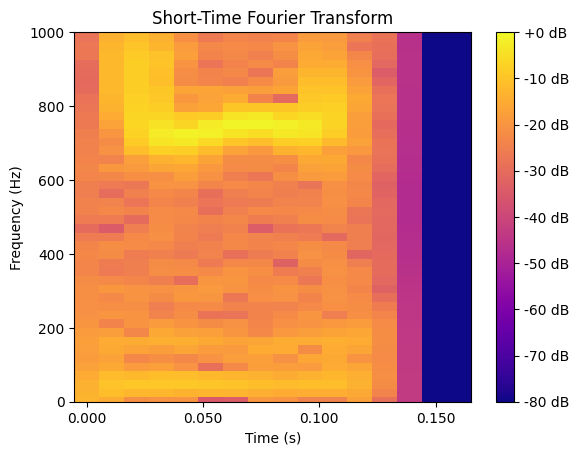 Short-Time Fourier Transform
1000
800
600
400
200
0
Frequency (Hz)
0.000
0.050
0.100
0.150
Time (s)
+0 dB
-10 dB
-20 dB
-30 dB
-40 dB
-50 dB
-60 dB
-70 dB
-80 dB